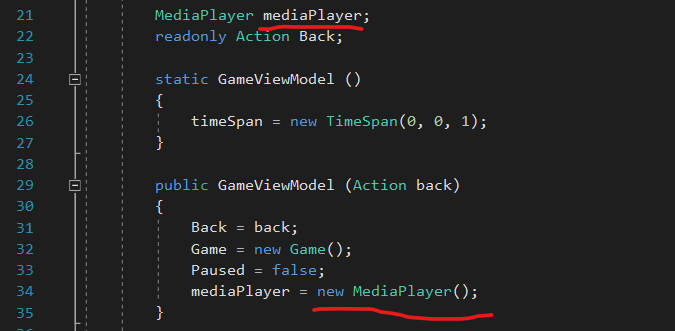 21 MediaPlayer mediaPlayer;
22 readonly Action Back;
23
24 static GameViewModel ()
25 {
26 timeSpan = new TimeSpan(0, 0, 1);
27 }
28
29 public GameViewModel (Action back)
30 {
31 Back = back;
32 Game = new Game();
33 Paused = false;
34 mediaPlayer = new MediaPlayer();
35 }